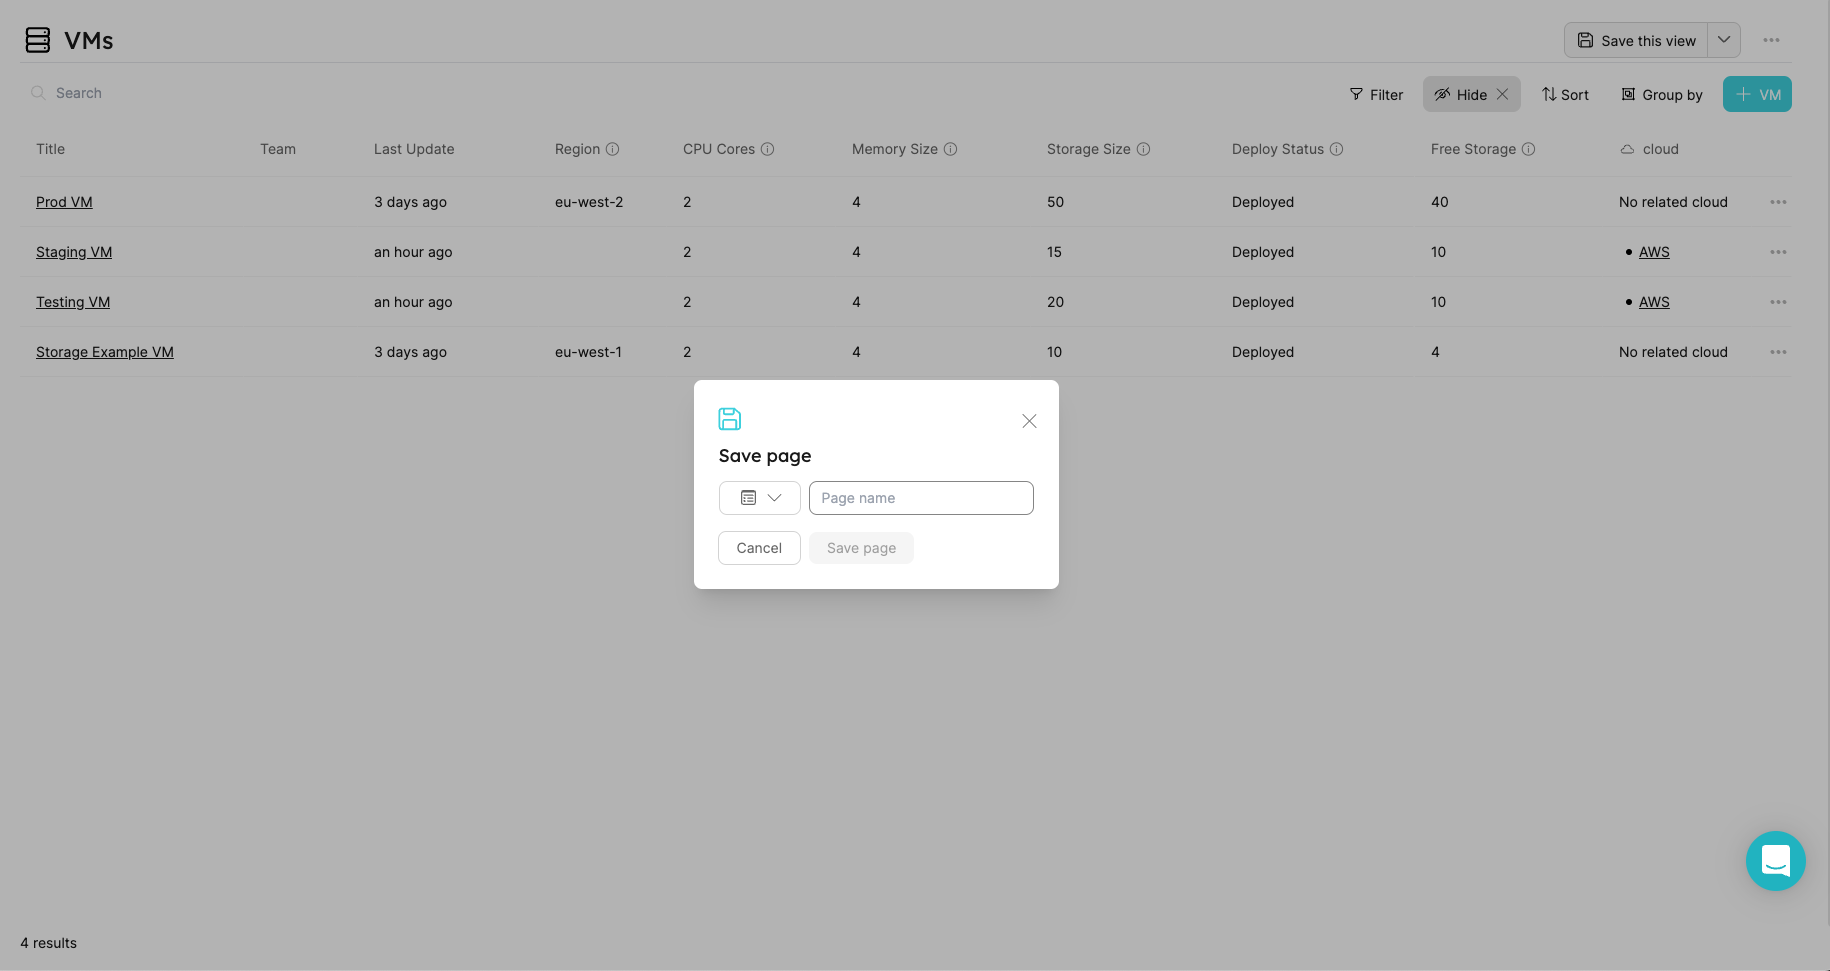 VMs
Save this view
Search
Filter Hide Sort Group by VM
Title Team Last Update Region CPU Cores Memory Size Storage Size Deploy Status Free Storage cloud
Prod VM 3 days ago eu-west-2 2 4 50 Deployed 40 No related cloud
Staging VM an hour ago 2 4 15 Deployed 10 AWS
Testing VM an hour ago 2 4 20 Deployed 10 AWS
Storage Example VM 3 days ago eu-west-1 2 4 10 Deployed 4 No related cloud
Save page
Page name
Cancel Save page
4 results